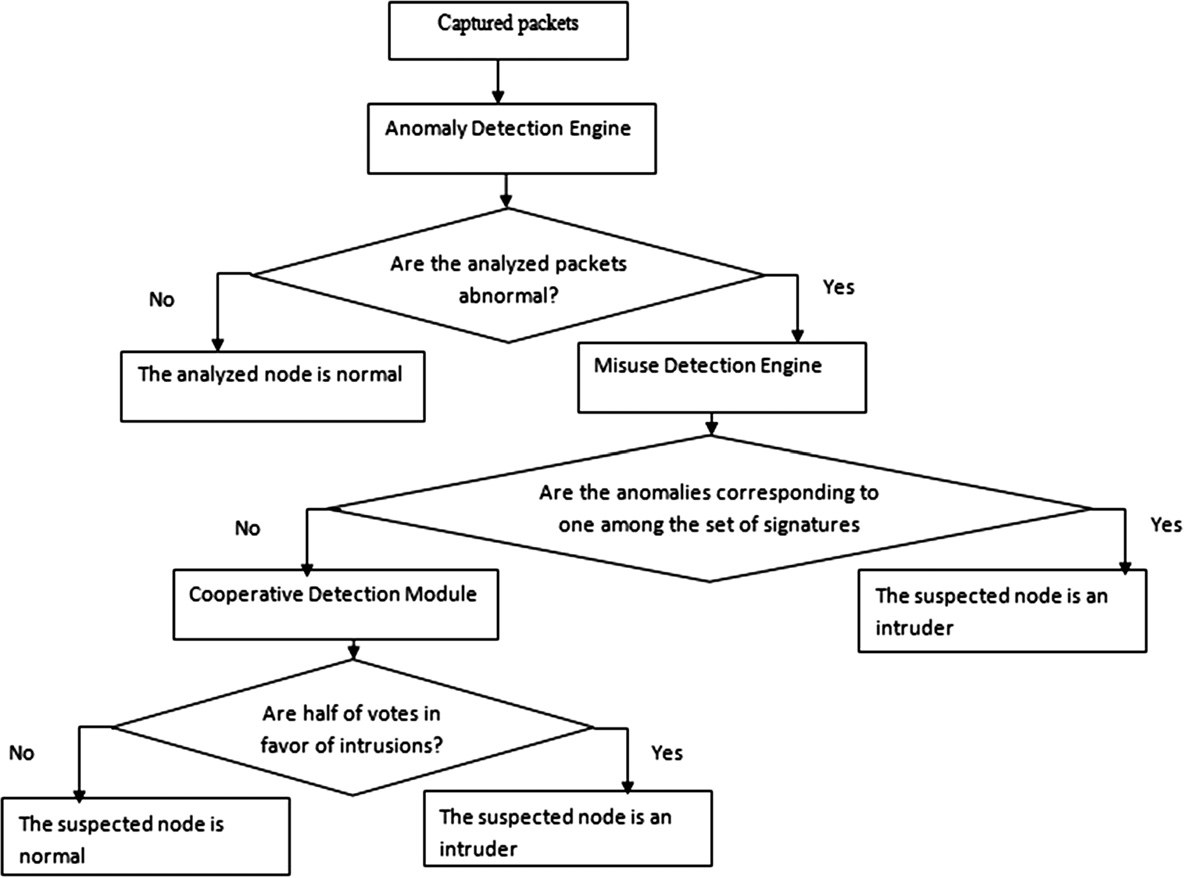 Captured packets
Anomaly Detection Engine
Are the analyzed packets
abnormal?
No
Yes
The analyzed node is normal
Misuse Detection Engine
Are the anomalies corresponding to
one among the set of signatures
No
Yes
Cooperative Detection Module
The suspected node is an
intruder
Are half of votes in
favor of intrusions?
No
Yes
The suspected node is
normal
The suspected node is an
intruder